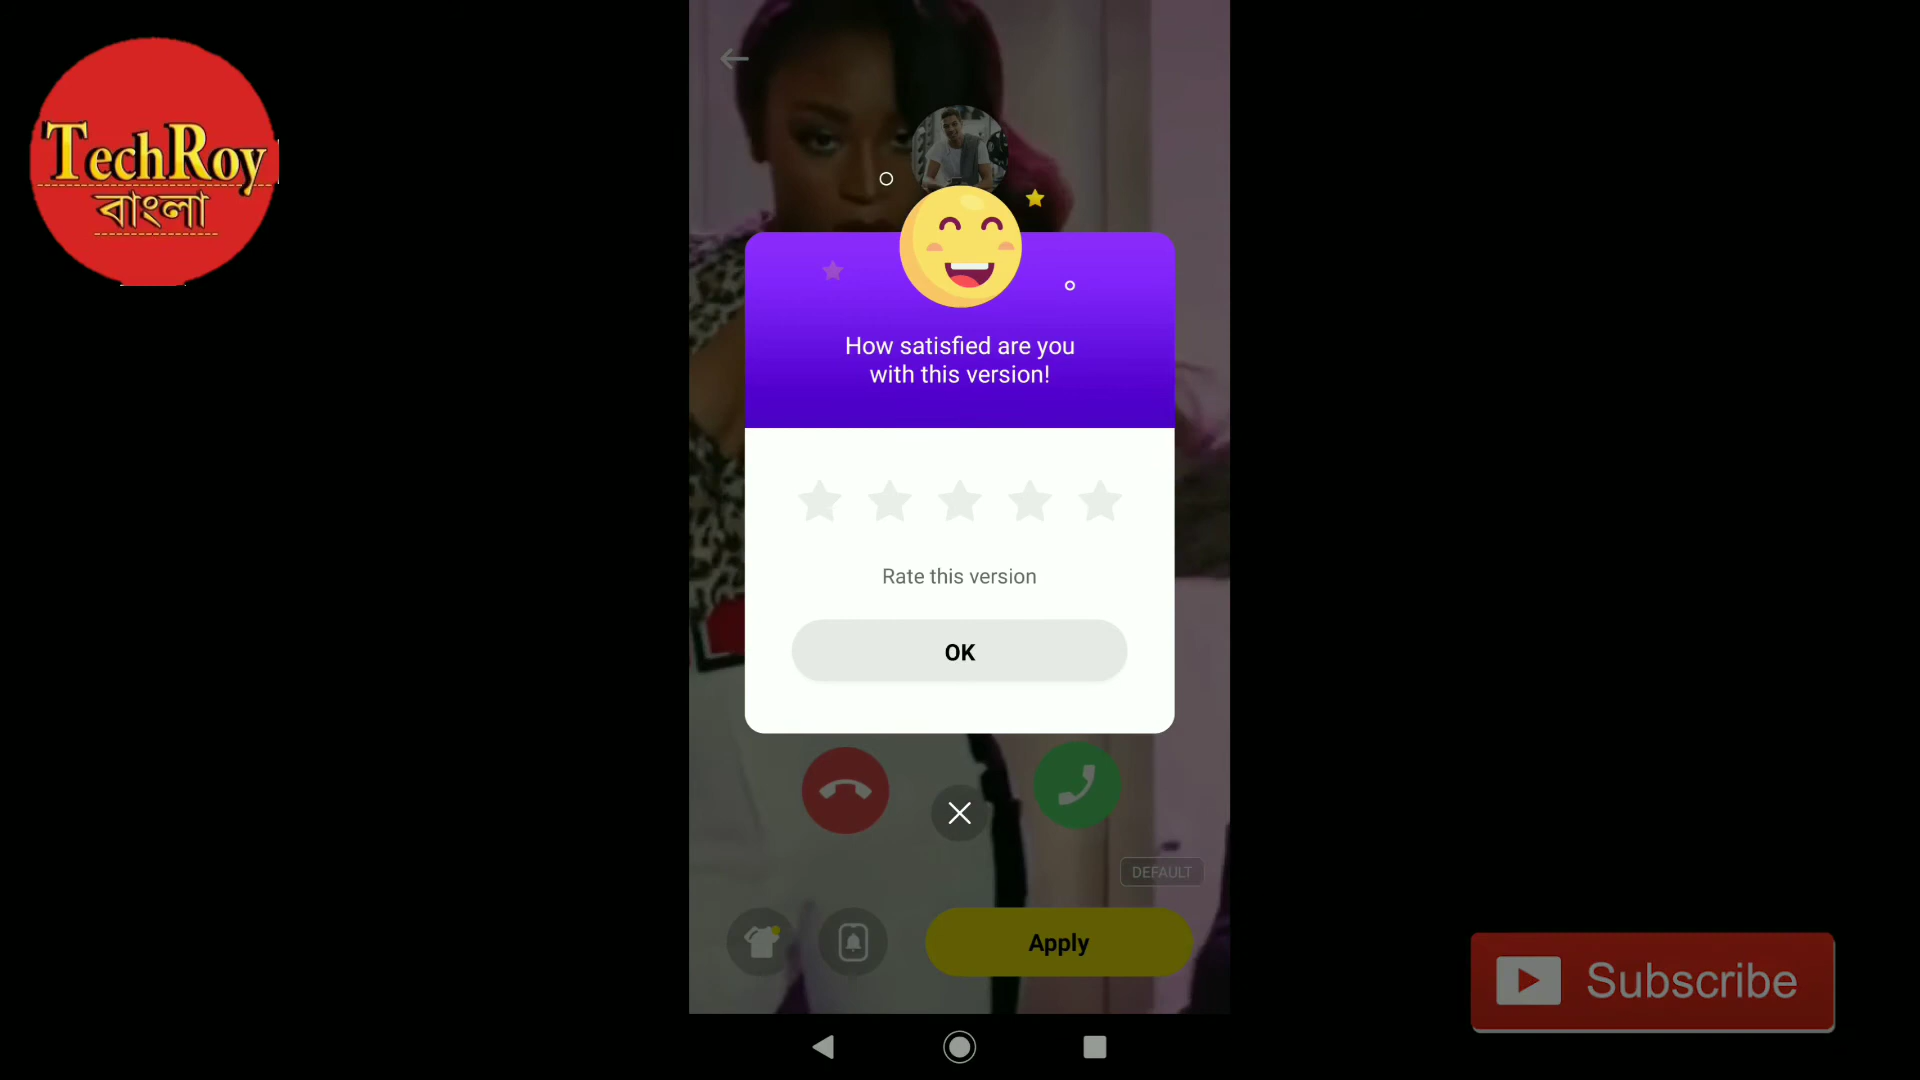 TechRoy
বাংলা
How satisfied are you
with this version!
Rate this version
OK
DEFAULT
Apply
Subscribe